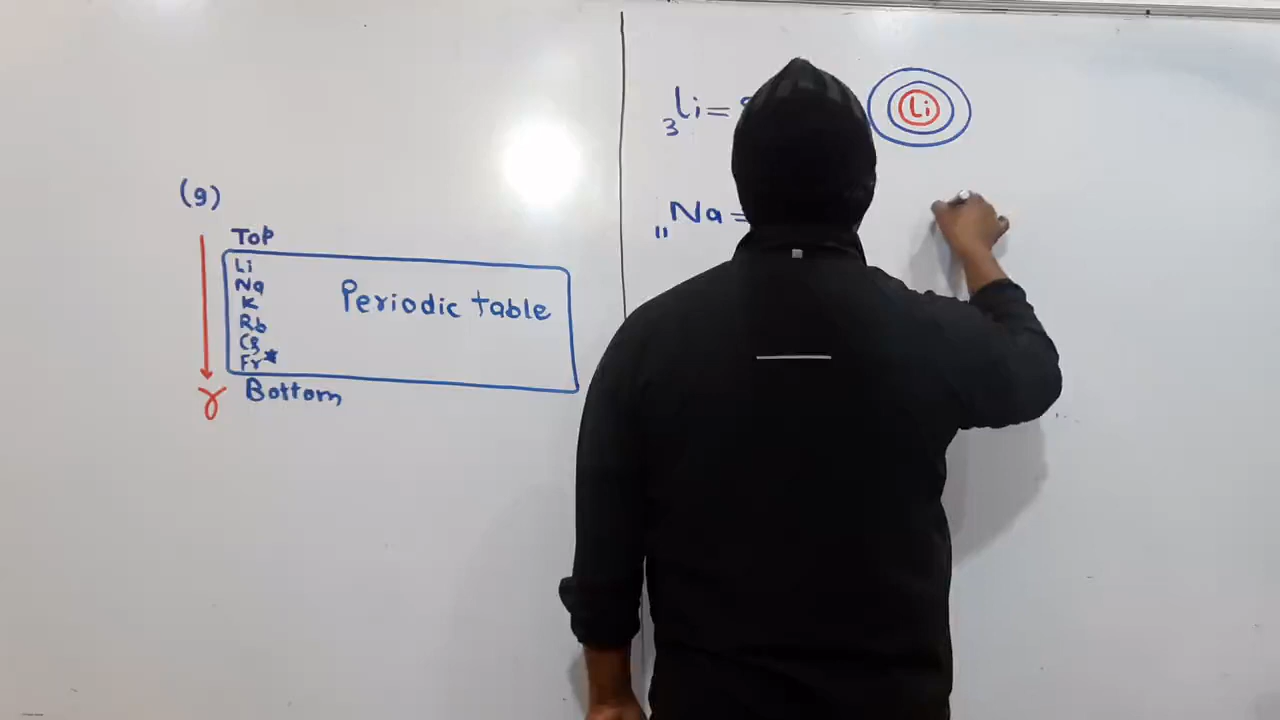 (9)
Top
Li
Na
K
Rb
Cs
Fr*
Bottom
γ
Periodic table
₃Li =
Li
₁₁Na =